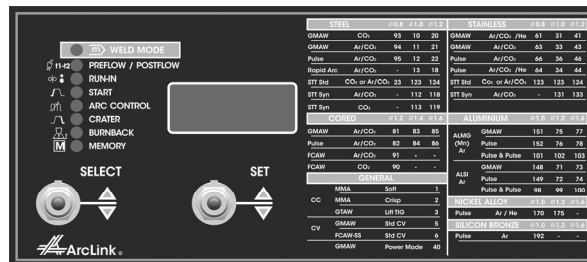 WELD MODE
t1-t2 PREFLOW / POSTFLOW
RUN-IN
START
ARC CONTROL
CRATER
BURNBACK
M MEMORY
SELECT
SET
ArcLink®
STEEL ø0.8 ø1.0 ø1.2
GMAW CO₂ 93 10 20
GMAW Ar/CO₂ 94 11 21
Pulse Ar/CO₂ 95 12 22
Rapid Arc Ar/CO₂ - 13 18
STT Std CO₂ or Ar/CO₂ 23 123 124
STT Syn Ar/CO₂ - 112 118
STT Syn CO₂ - 113 119
CORED ø1.2 ø1.4 ø1.6
GMAW Ar/CO₂ 81 83 85
Pulse Ar/CO₂ 82 84 86
FCAW Ar/CO₂ 91 - -
FCAW CO₂ 90 - -
GENERAL
CC
MMA Soft 1
MMA Crisp 2
GTAW Lift TIG 3
CV
GMAW Std CV 5
FCAW-SS Std CV 6
GMAW Power Mode 40
STAINLESS ø0.8 ø1.0 ø1.2
GMAW Ar/CO₂ /He 61 31 41
GMAW Ar/CO₂ 63 33 43
Pulse Ar/CO₂ 66 36 46
Pulse Ar/CO₂ /He 64 34 44
STT Std Ar/CO₂ 123 123 124
STT Syn Ar/CO₂ - 131 133
ALUMINIUM ø1.0 ø1.2 ø1.6
ALMG (Mn) Ar
GMAW 151 75 77
Pulse 152 76 78
Pulse & Pulse 101 102 103
ALSI Ar
GMAW 148 71 73
Pulse 149 72 74
Pulse & Pulse 98 99 100
NICKEL ALLOY ø1.0 ø1.2 ø1.6
Pulse Ar / He 170 175 -
SILICON BRONZE ø1.0 ø1.2 ø1.6
Pulse Ar 192 - -